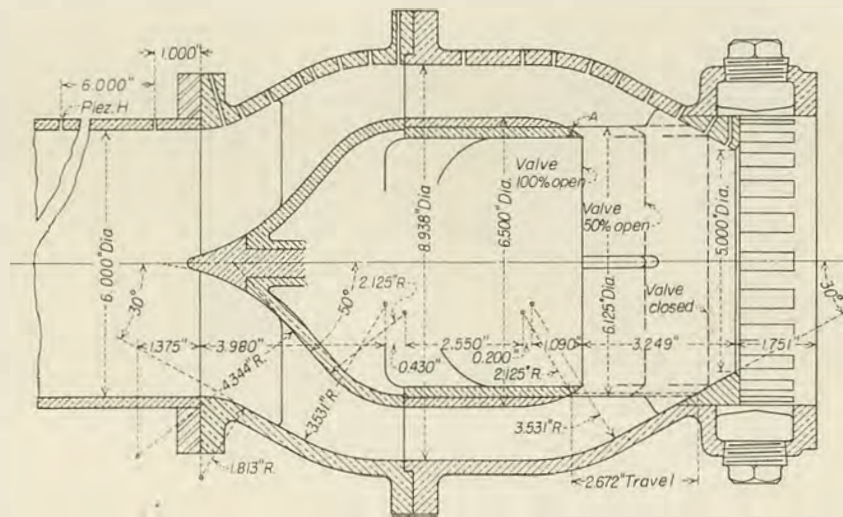 1.000"
6.000"
Piez. H
A
Valve
100% open
Valve
50% open
6.000" Dia.
8.938" Dia.
6.500" Dia.
6.125" Dia.
5.000" Dia.
30°
50°
2.125" R.
Valve
closed
30°
1.375"
3.980"
2.550"
1.090"
3.249"
1.751"
0.430"
0.200"
2.125" R.
4.344" R.
3.531" R.
3.531" R.
1.813" R.
2.672" Travel